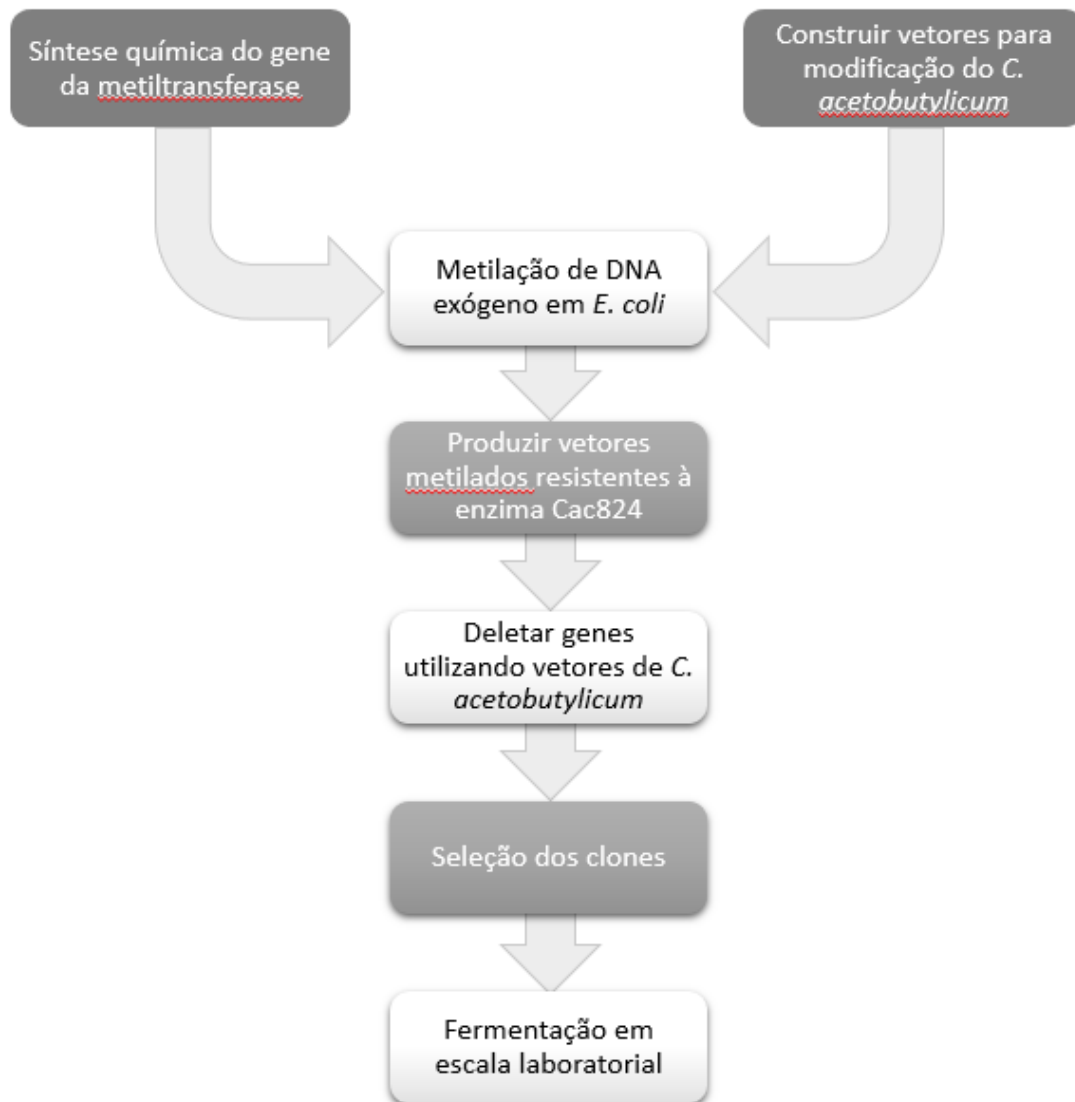 Síntese química do gene
da metiltransferase
Construir vetores para
modificação do C.
acetobutylicum
Metilação de DNA
exógeno em E. coli
Produzir vetores
metilados resistentes à
enzima Cac824
Deletar genes
utilizando vetores de C.
acetobutylicum
Seleção dos clones
Fermentação em
escala laboratorial